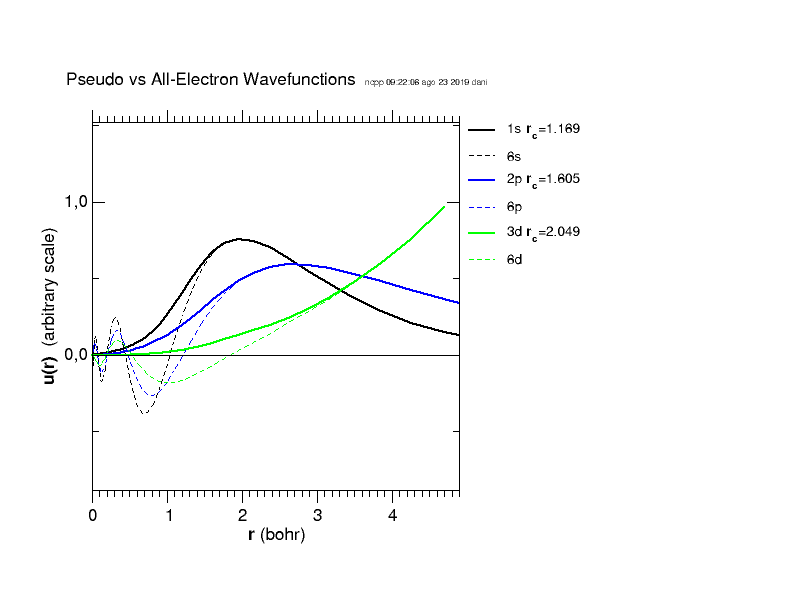 Pseudo vs All-Electron Wavefunctions ncpp 09:22:06 ago 23 2019 dani
1s rc=1.169
6s
2p rc=1.605
6p
3d rc=2.049
6d
1,0
0,0
u(r) (arbitrary scale)
0 1 2 3 4
r (bohr)